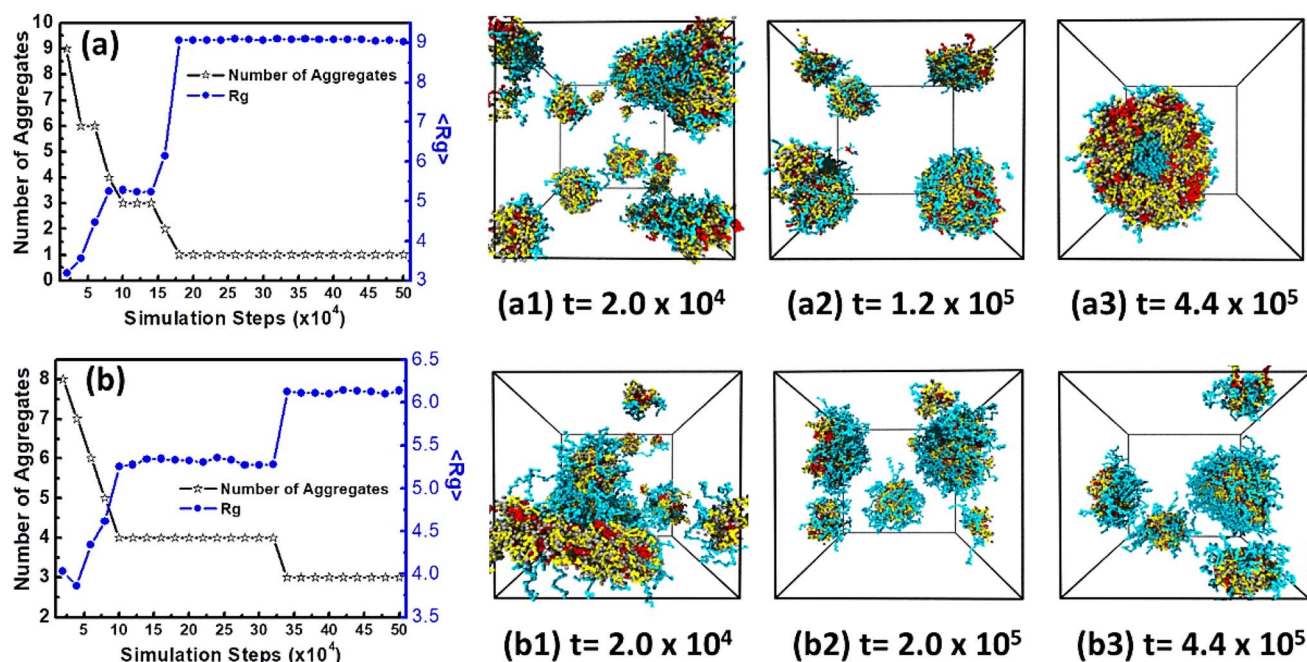 (a)
Number of Aggregates
10
9
8
7
6
5
4
3
2
1
0
Number of Aggregates
Rg
9
8
7
6
5
4
3
<Rg>
5 10 15 20 25 30 35 40 45 50
Simulation Steps (x10⁴)
(a1) t= 2.0 x 10⁴
(a2) t= 1.2 x 10⁵
(a3) t= 4.4 x 10⁵
(b)
Number of Aggregates
8
7
6
5
4
3
2
Number of Aggregates
Rg
6.5
6.0
5.5
5.0
4.5
4.0
3.5
<Rg>
5 10 15 20 25 30 35 40 45 50
Simulation Steps (x10⁴)
(b1) t= 2.0 x 10⁴
(b2) t= 2.0 x 10⁵
(b3) t= 4.4 x 10⁵